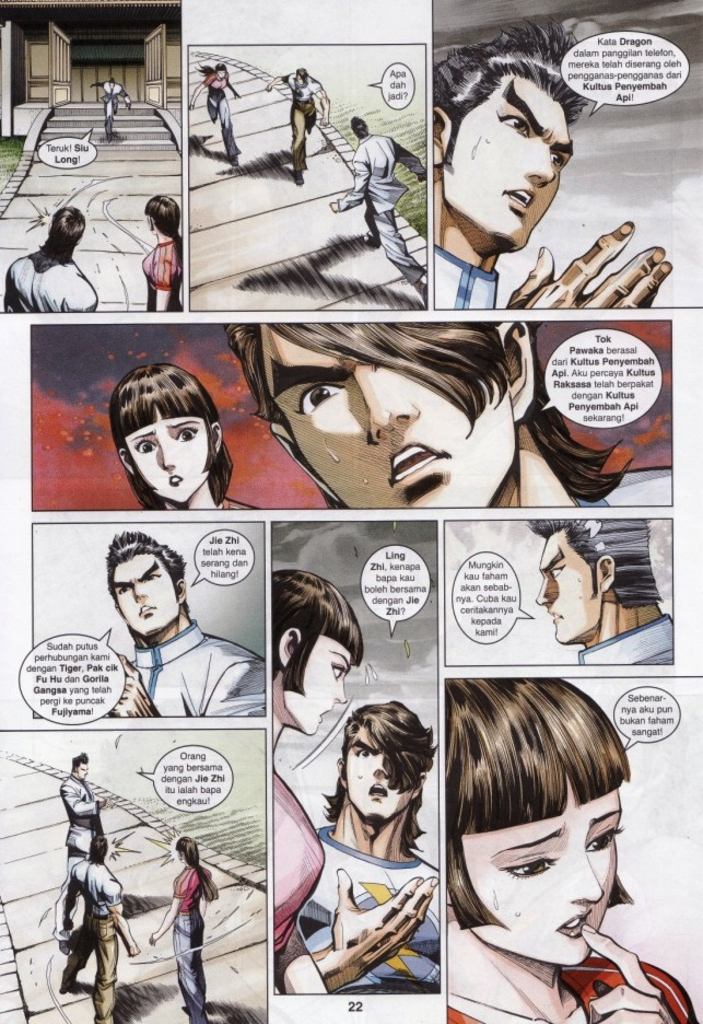 Teruk! Siu
Long!
Apa
dah
jadi?
Kata Dragon
dalam panggilan telefon,
mereka telah diserang oleh
pengganas-pengganas dari
Kultus Penyembah
Api!
Tok
Pawaka berasal
dari Kultus Penyembah
Api. Aku percaya Kultus
Raksasa telah berpakat
dengan Kultus
Penyembah Api
sekarang!
Jie Zhi
telah kena
serang dan
hilang!
Sudah putus
perhubungan kami
dengan Tiger, Pak cik
Fu Hu dan Gorila
Gangsa yang telah
pergi ke puncak
Fujiyama!
Ling
Zhi, kenapa
bapa kau
boleh bersama
dengan Jie
Zhi?
Mungkin
kau faham
akan sebab-
nya. Cuba kau
ceritakannya
kepada
kami!
Orang
yang bersama
dengan Jie Zhi
itu ialah bapa
engkau!
Sebenar-
nya aku pun
bukan faham
sangat!
22